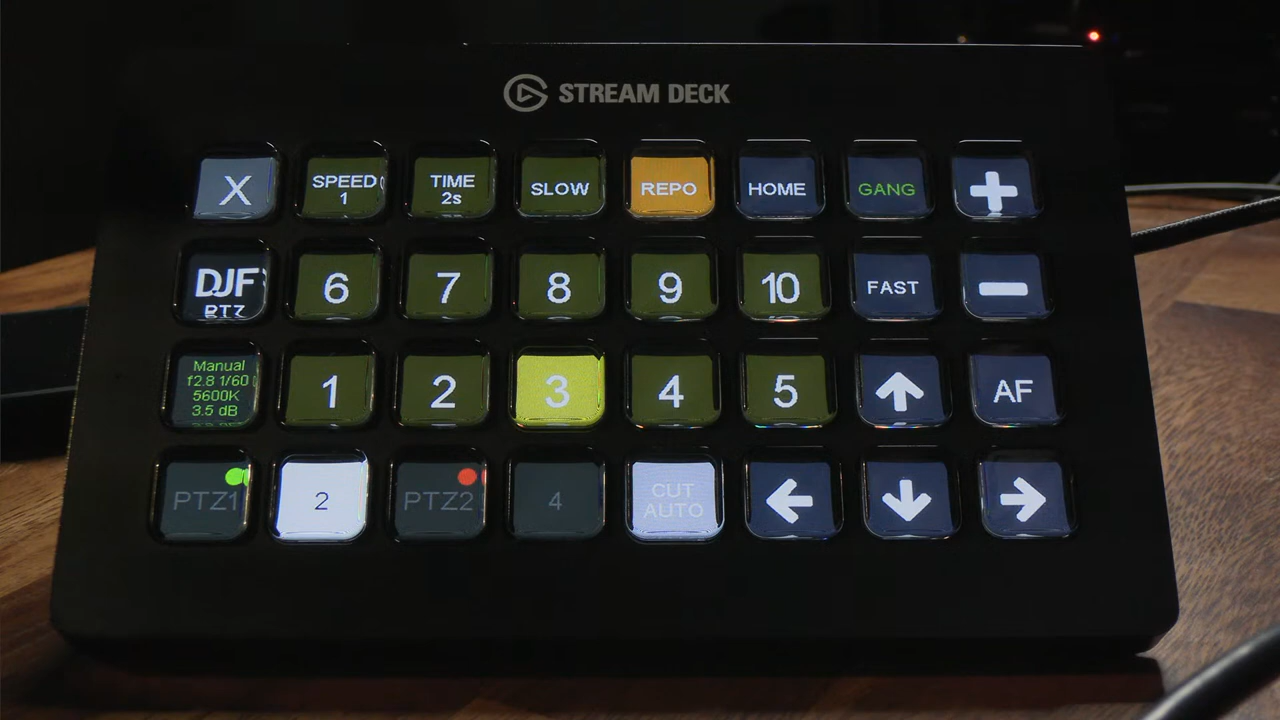 STREAM DECK
X
SPEED
1
TIME
2s
SLOW
REPO
HOME
GANG
DJF
PTZ
6
7
8
9
10
FAST
Manual
f2.8 1/60
5600K
3.5 dB
1
2
3
4
5
AF
PTZ1
2
PTZ2
4
CUT
AUTO